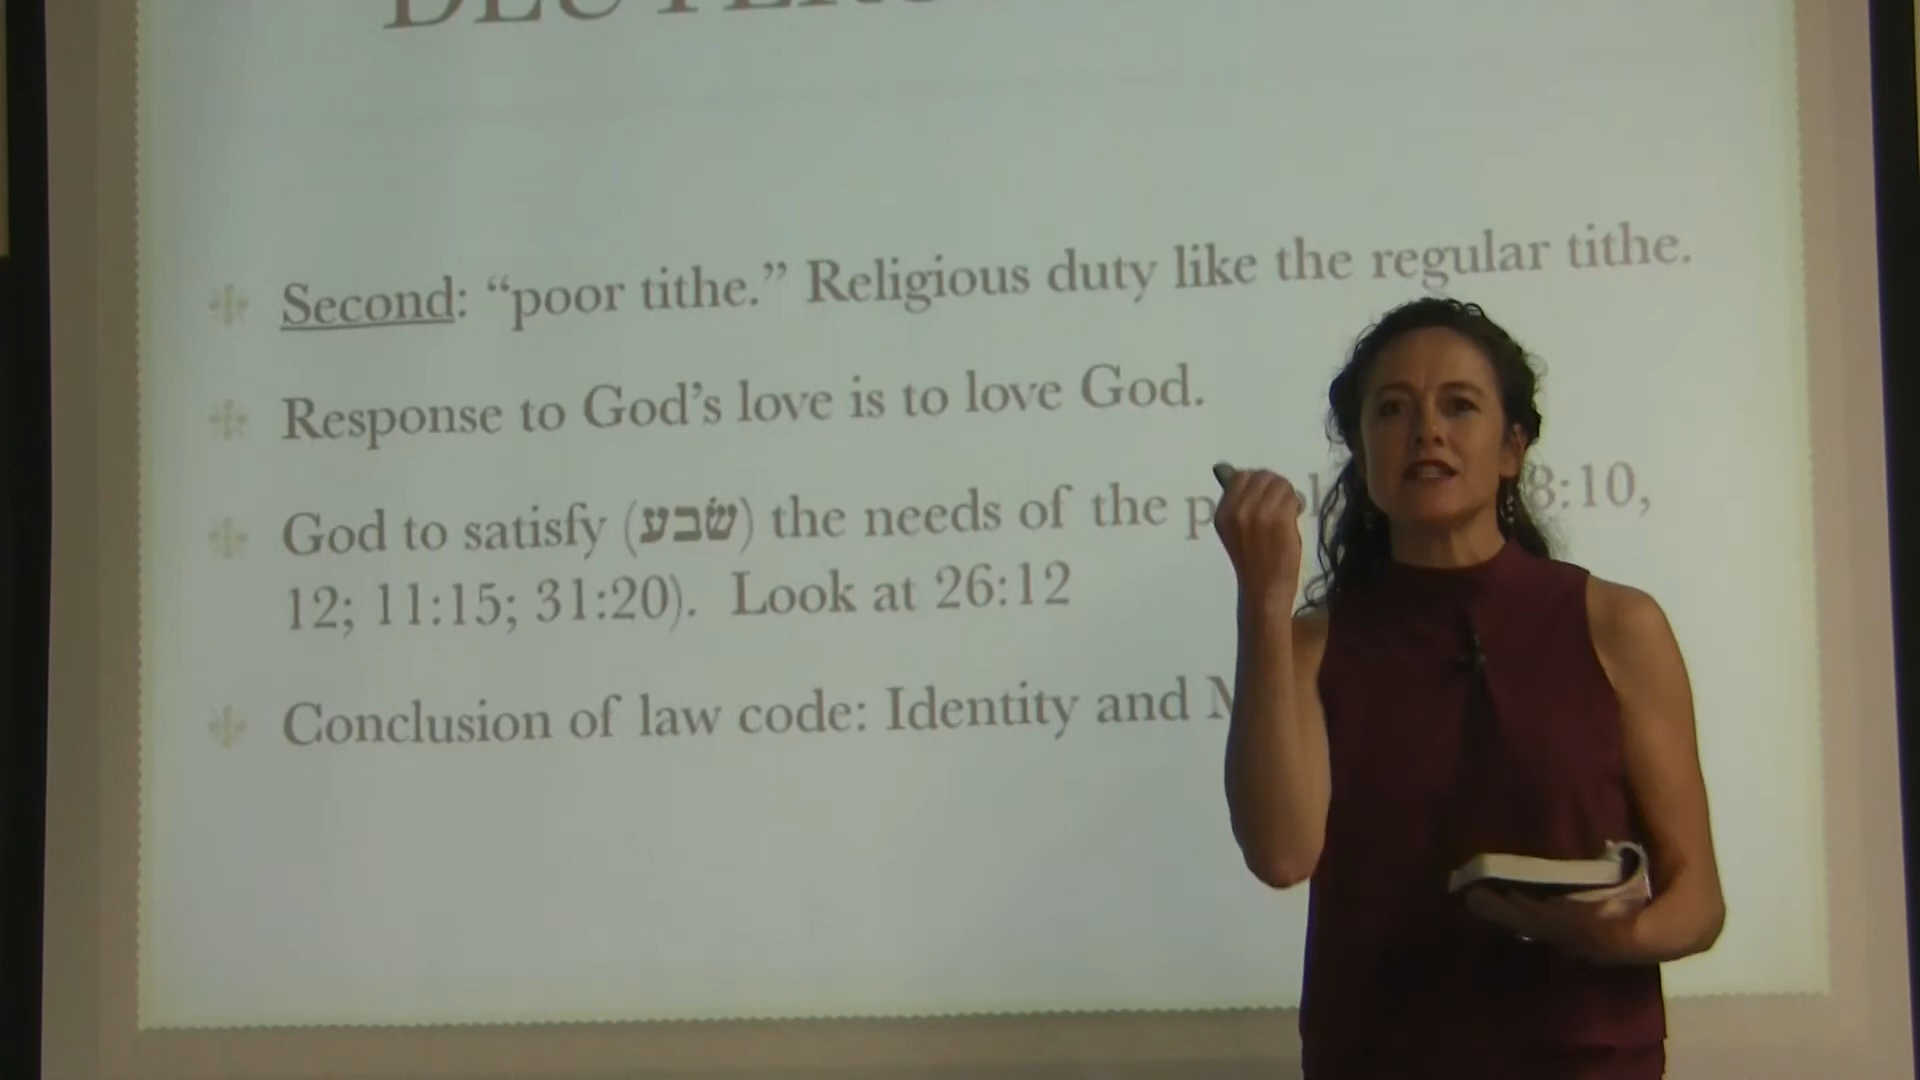 Second: “poor tithe.” Religious duty like the regular tithe.
Response to God’s love is to love God.
God to satisfy (שׂבע) the needs of the 8:10,
12; 11:15; 31:20). Look at 26:12
Conclusion of law code: Identity and